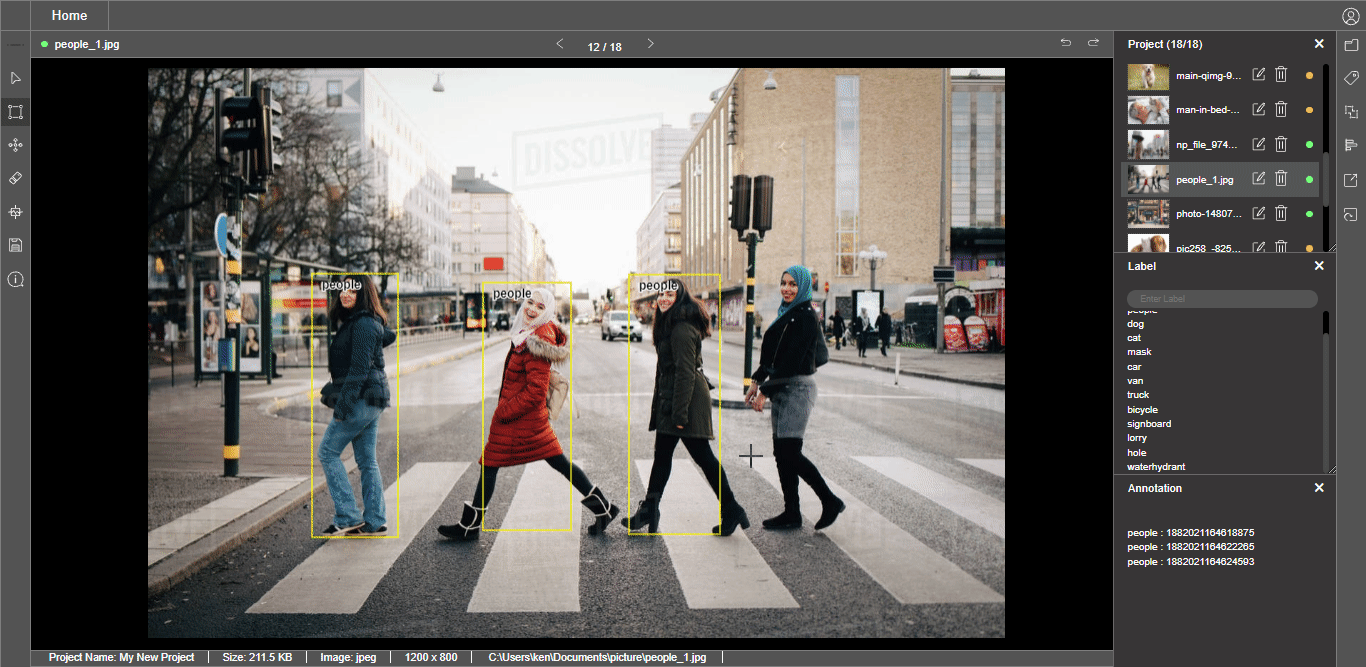 Home
people_1.jpg
12 / 18
Project (18/18)
main-qimg-9...
man-in-bed-...
np_file_974...
people_1.jpg
photo-14807...
pic258_-825...
DISSOLVE
people
people
people
Label
Enter Label
people
dog
cat
mask
car
van
truck
bicycle
signboard
lorry
hole
waterhydrant
Annotation
people : 1882021164618875
people : 1882021164622265
people : 1882021164624593
Project Name: My New Project
Size: 211.5 KB
Image: jpeg
1200 x 800
C:\Users\ken\Documents\picture\people_1.jpg